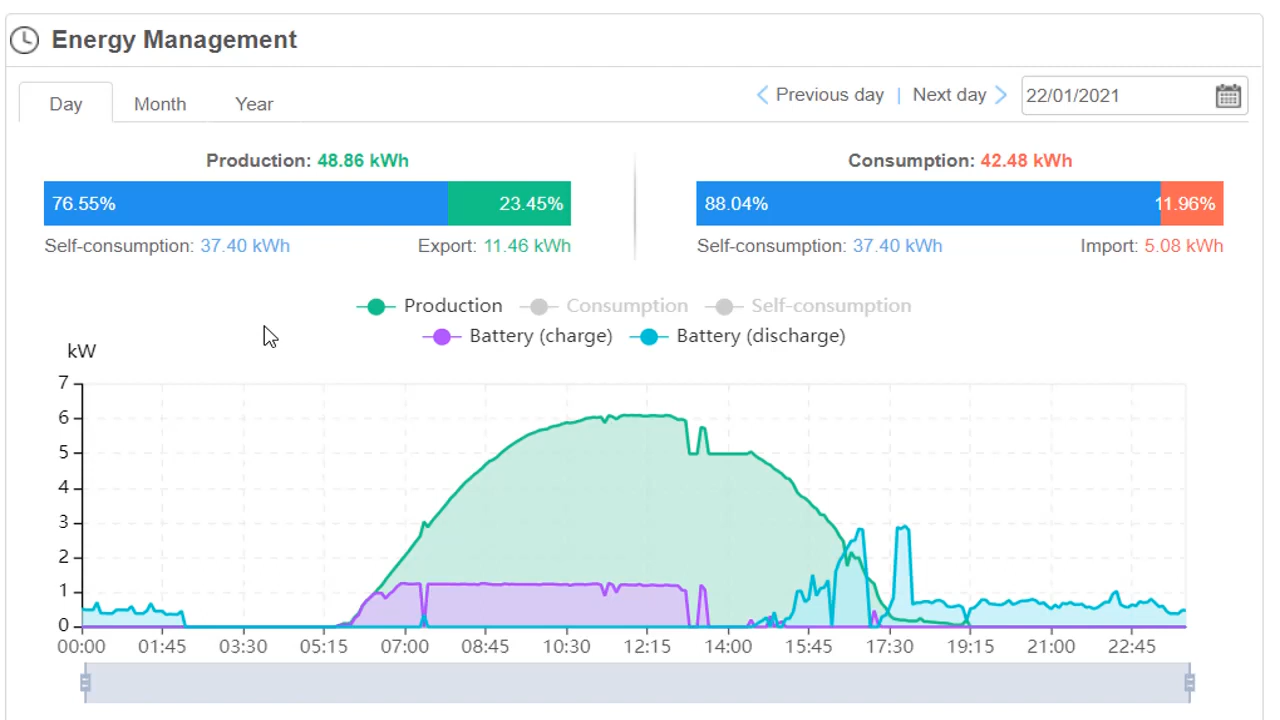 Energy Management
Day Month Year
Previous day | Next day 22/01/2021
Production: 48.86 kWh
76.55% 23.45%
Self-consumption: 37.40 kWh Export: 11.46 kWh
Consumption: 42.48 kWh
88.04% 11.96%
Self-consumption: 37.40 kWh Import: 5.08 kWh
Production Consumption Self-consumption
Battery (charge) Battery (discharge)
kW
7
6
5
4
3
2
1
0
00:00 01:45 03:30 05:15 07:00 08:45 10:30 12:15 14:00 15:45 17:30 19:15 21:00 22:45